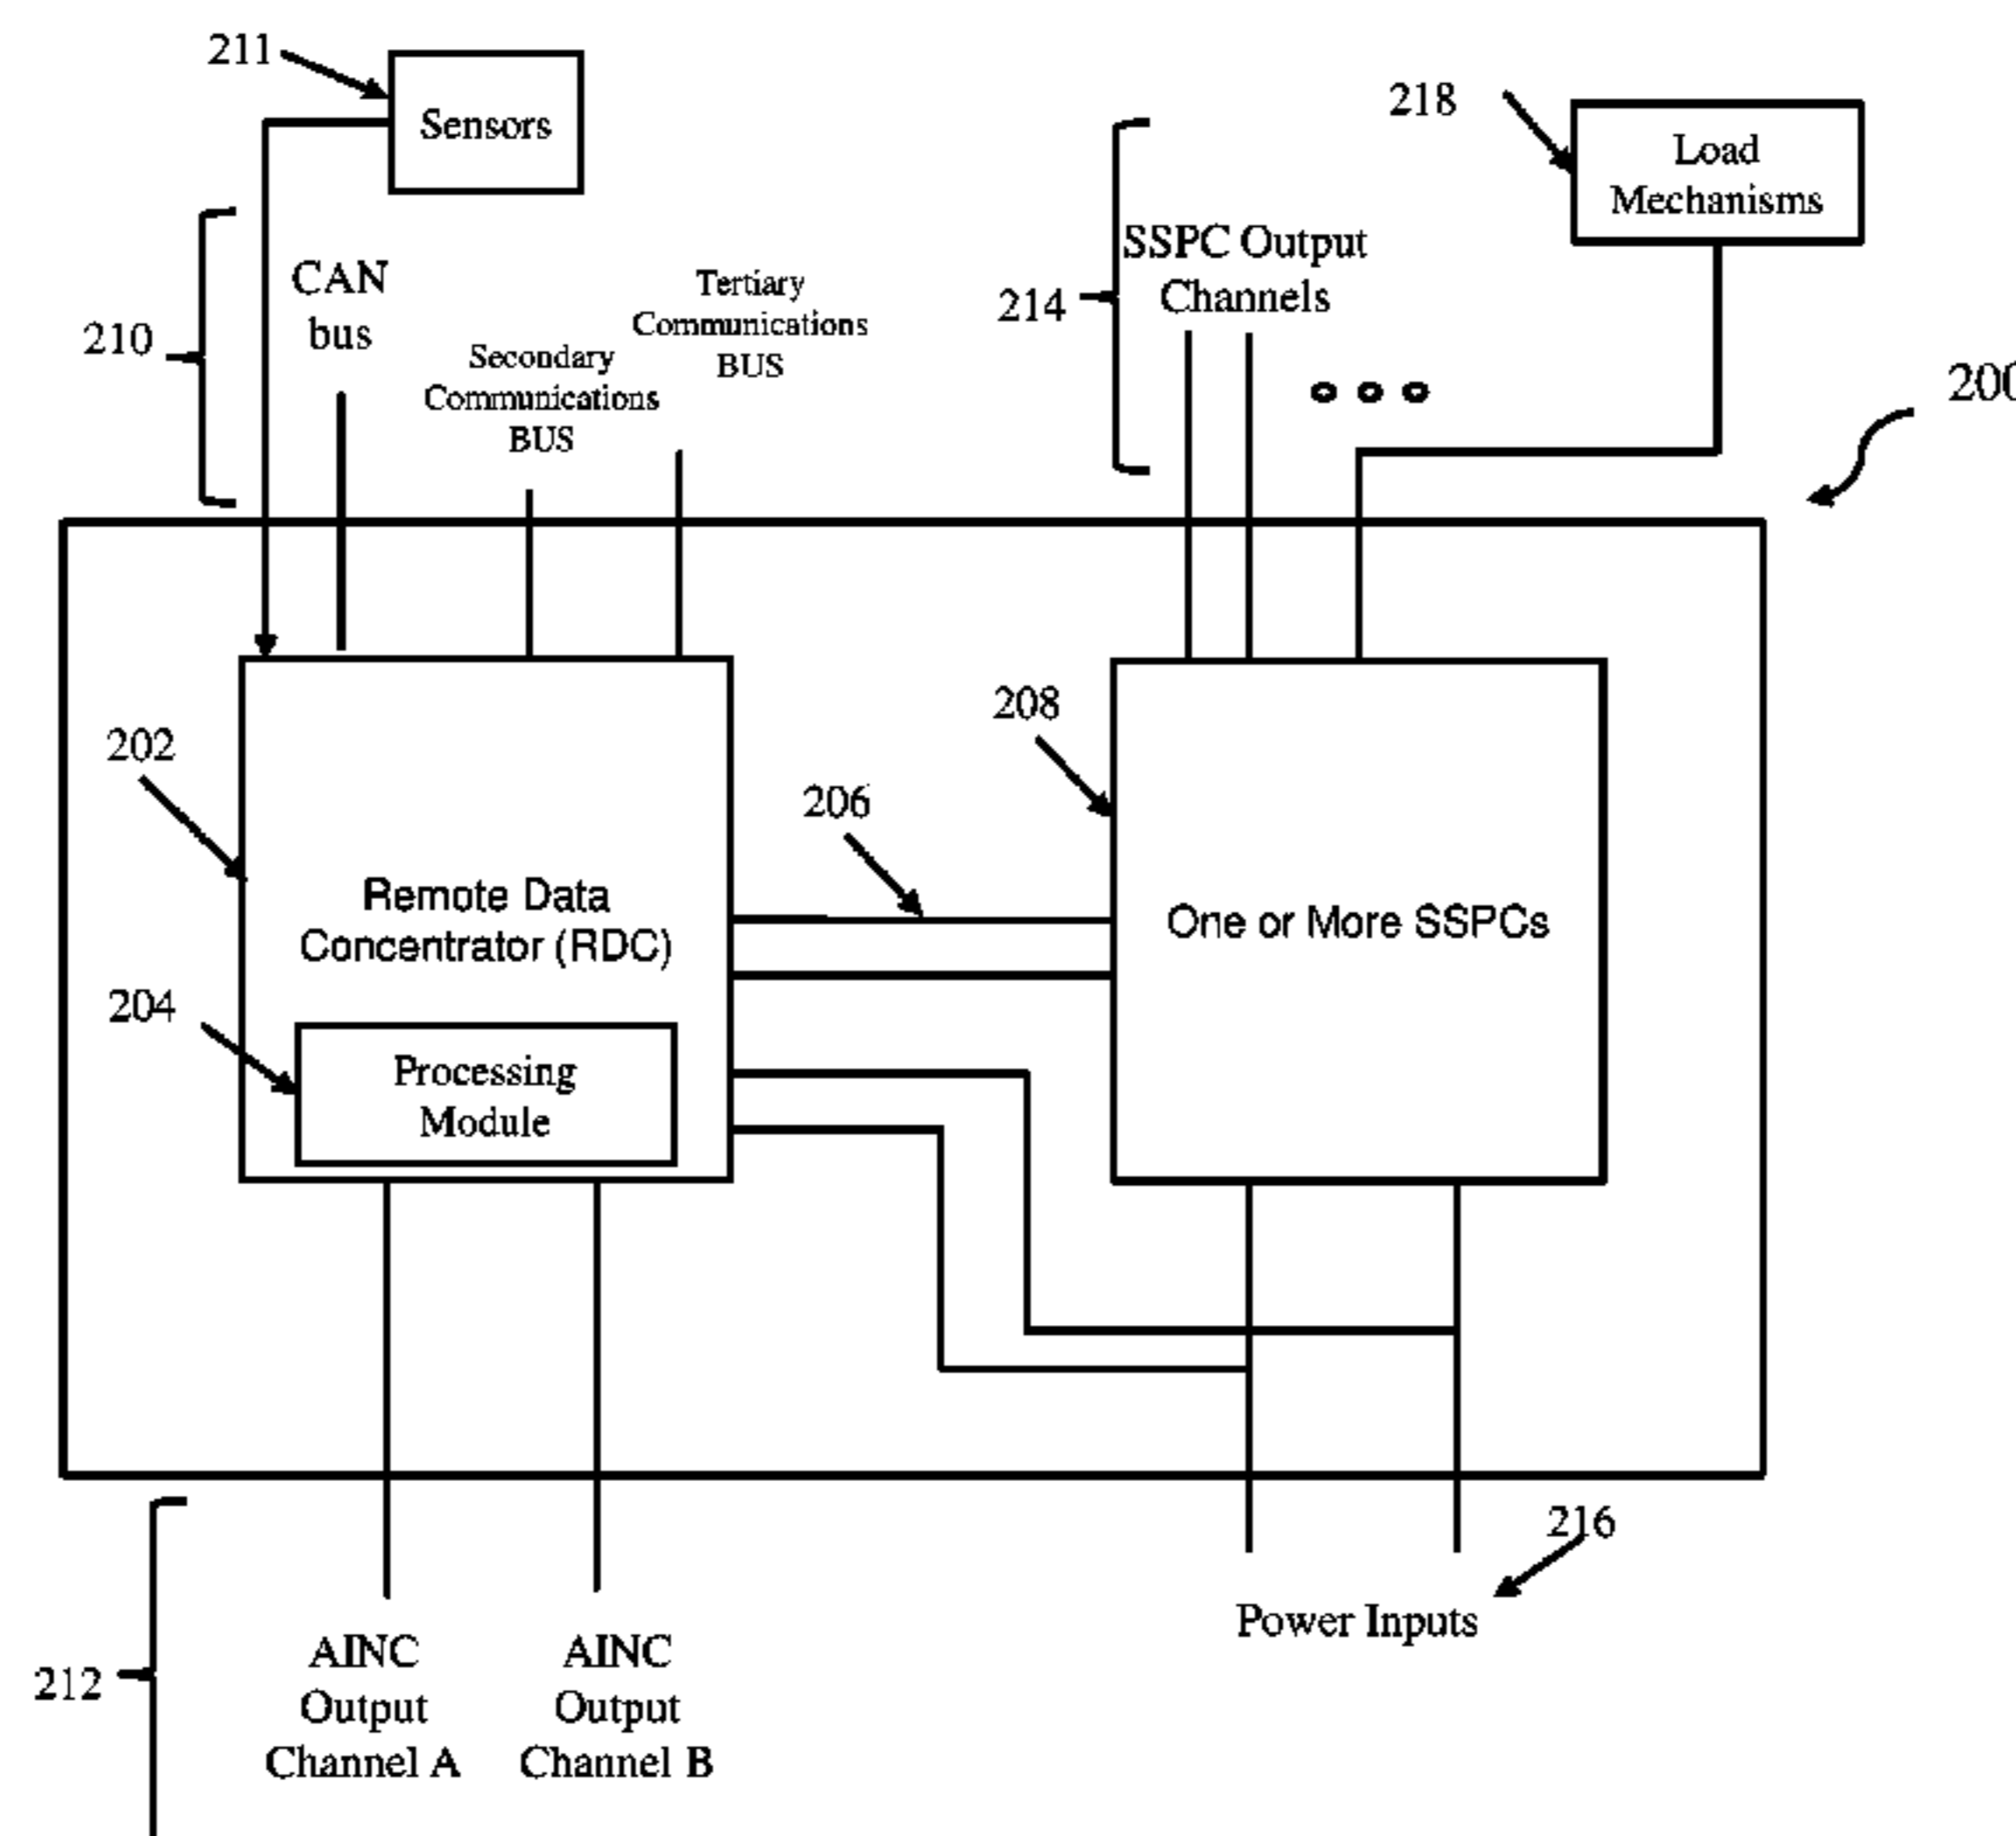 211
Sensors
218
Load
Mechanisms
210
CAN
bus
Secondary
Communications
BUS
Tertiary
Communications
BUS
214
SSPC Output
Channels
200
202
Remote Data
Concentrator (RDC)
204
Processing
Module
206
208
One or More SSPCs
212
AINC
Output
Channel A
AINC
Output
Channel B
216
Power Inputs